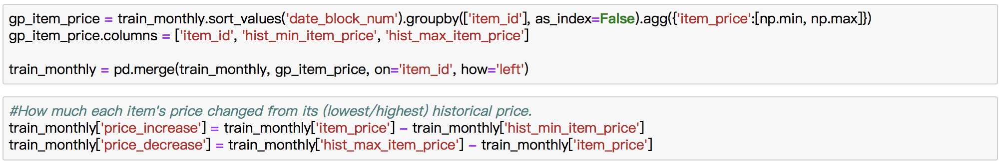 gp_item_price = train_monthly.sort_values('date_block_num').groupby(['item_id'], as_index=False).agg({'item_price':[np.min, np.max]})
gp_item_price.columns = ['item_id', 'hist_min_item_price', 'hist_max_item_price']
train_monthly = pd.merge(train_monthly, gp_item_price, on='item_id', how='left')
#How much each item's price changed from its (lowest/highest) historical price.
train_monthly['price_increase'] = train_monthly['item_price'] - train_monthly['hist_min_item_price']
train_monthly['price_decrease'] = train_monthly['hist_max_item_price'] - train_monthly['item_price']